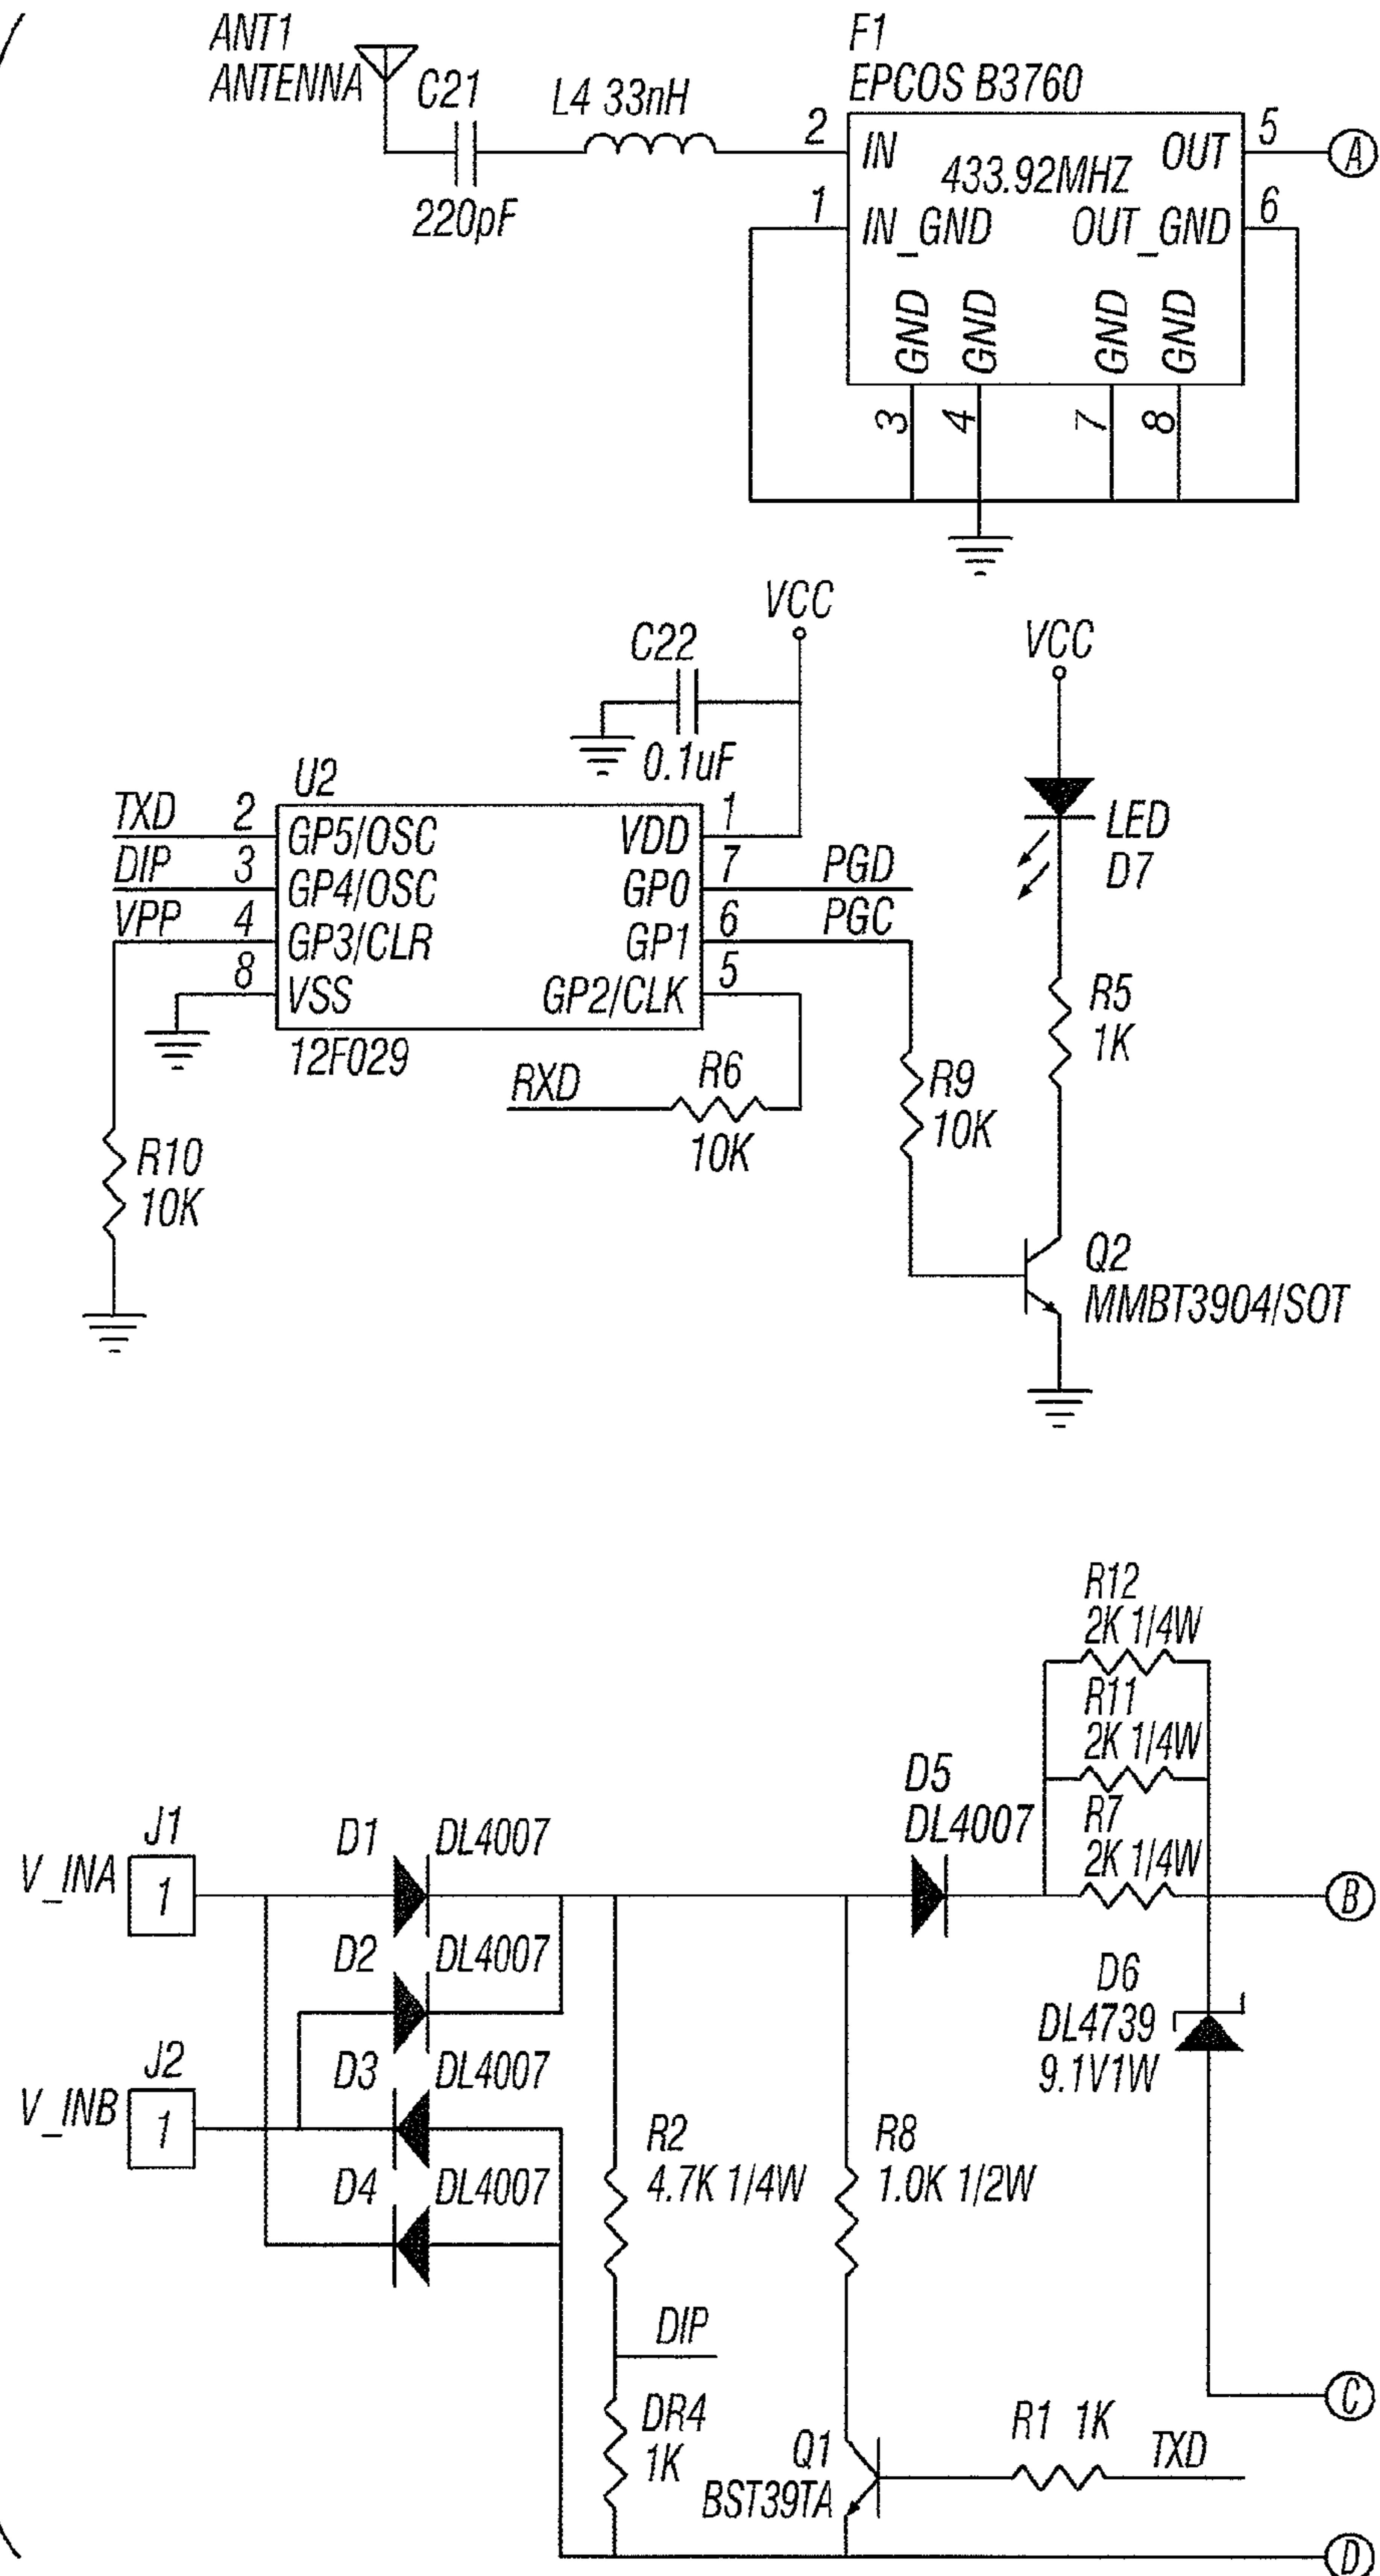 ANT1
ANTENNA
C21
220pF
L4 33nH
F1
EPCOS B3760
2
IN
433.92MHZ
OUT
5
A
1
IN_GND
OUT_GND
6
GND
GND
GND
GND
3
4
7
8
VCC
C22
0.1uF
VCC
LED
D7
U2
TXD
2
GP5/OSC
VDD
1
DIP
3
GP4/OSC
GP0
7
PGD
VPP
4
GP3/CLR
GP1
6
PGC
8
VSS
GP2/CLK
5
12F029
RXD
R6
10K
R9
10K
R5
1K
R10
10K
Q2
MMBT3904/SOT
R12
2K 1/4W
R11
2K 1/4W
R7
2K 1/4W
D5
DL4007
B
V_INA
J1
1
D1
DL4007
D2
DL4007
D3
DL4007
D4
DL4007
V_INB
J2
1
D6
DL4739
9.1V1W
R2
4.7K 1/4W
R8
1.0K 1/2W
DIP
DR4
1K
Q1
BST39TA
R1 1K
TXD
C
D